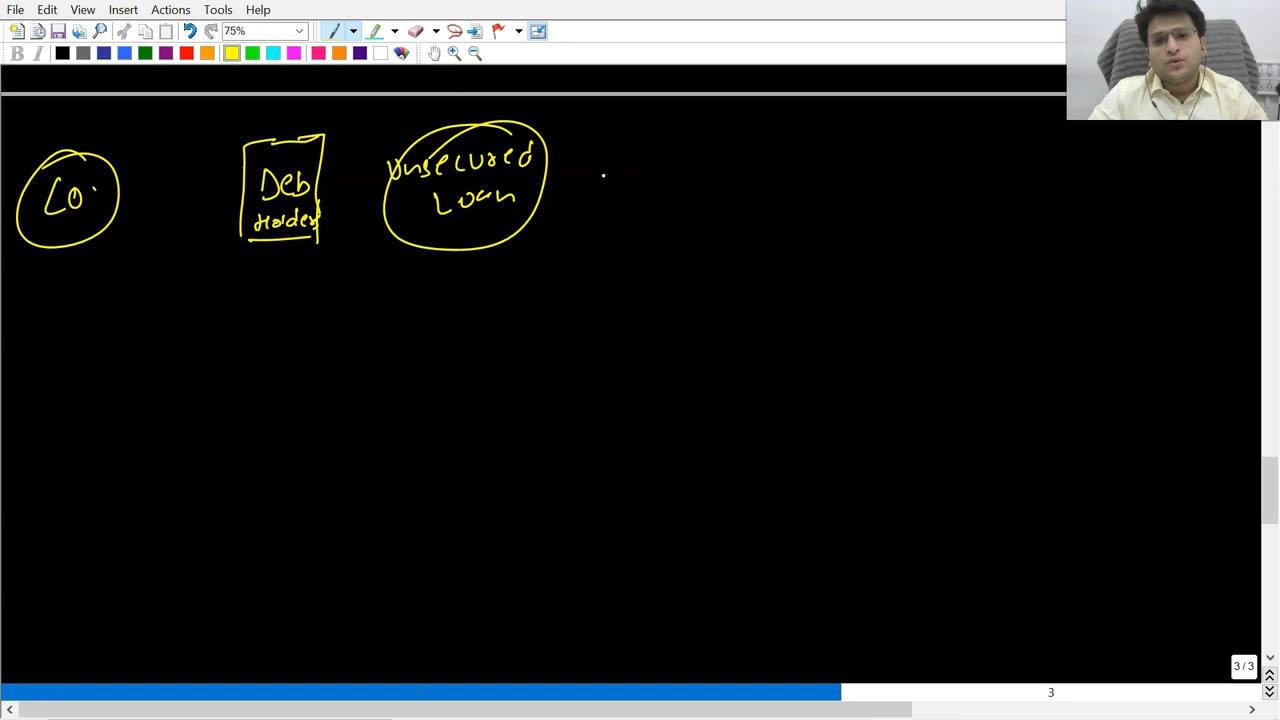 File Edit View Insert Actions Tools Help
75%
B I
Co.
Deb
Holder
Unsecured
Loan
3 / 3
3